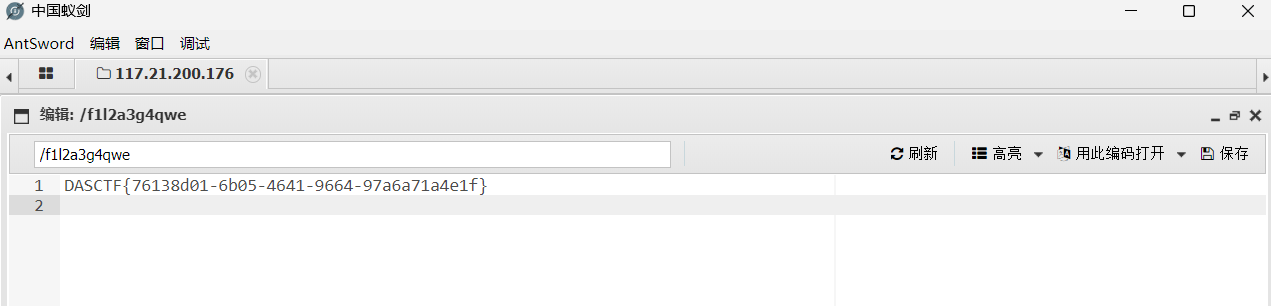 中国蚁剑
AntSword 编辑 窗口 调试
117.21.200.176
编辑: /f1l2a3g4qwe
/f1l2a3g4qwe 刷新 高亮 用此编码打开 保存
1 DASCTF{76138d01-6b05-4641-9664-97a6a71a4e1f}
2